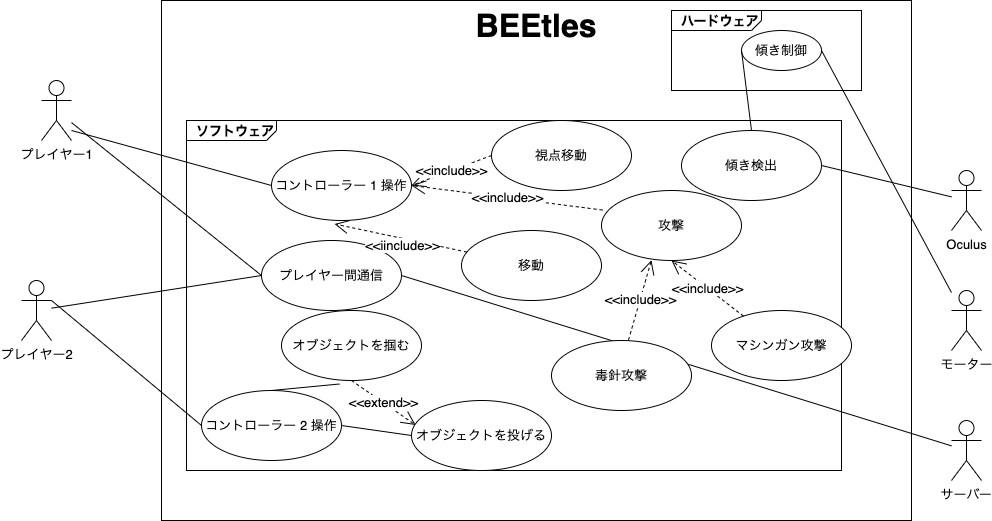 BEEtles
ハードウェア
傾き制御
プレイヤー1
ソフトウェア
視点移動
傾き検出
<<include>>
コントローラー 1 操作
<<include>>
攻撃
Oculus
<<iinclude>>
移動
プレイヤー間通信
<<include>>
<<include>>
プレイヤー2
オブジェクトを掴む
マシンガン攻撃
モーター
毒針攻撃
<<extend>>
コントローラー 2 操作
オブジェクトを投げる
サーバー